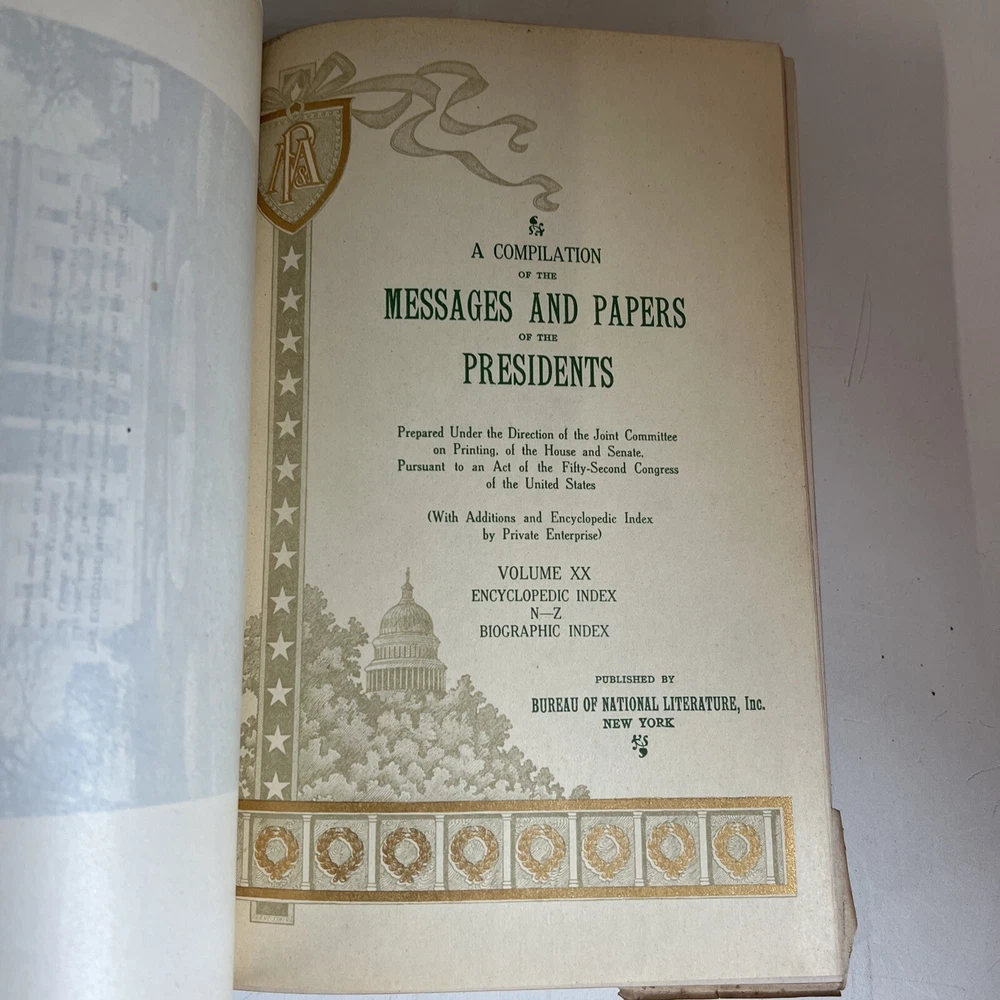 A COMPILATION
OF THE
MESSAGES AND PAPERS
OF THE
PRESIDENTS
Prepared Under the Direction of the Joint Committee
on Printing, of the House and Senate,
Pursuant to an Act of the Fifty-Second Congress
of the United States
(With Additions and Encyclopedic Index
by Private Enterprise)
VOLUME XX
ENCYCLOPEDIC INDEX
N—Z
BIOGRAPHIC INDEX
PUBLISHED BY
BUREAU OF NATIONAL LITERATURE, Inc.
NEW YORK